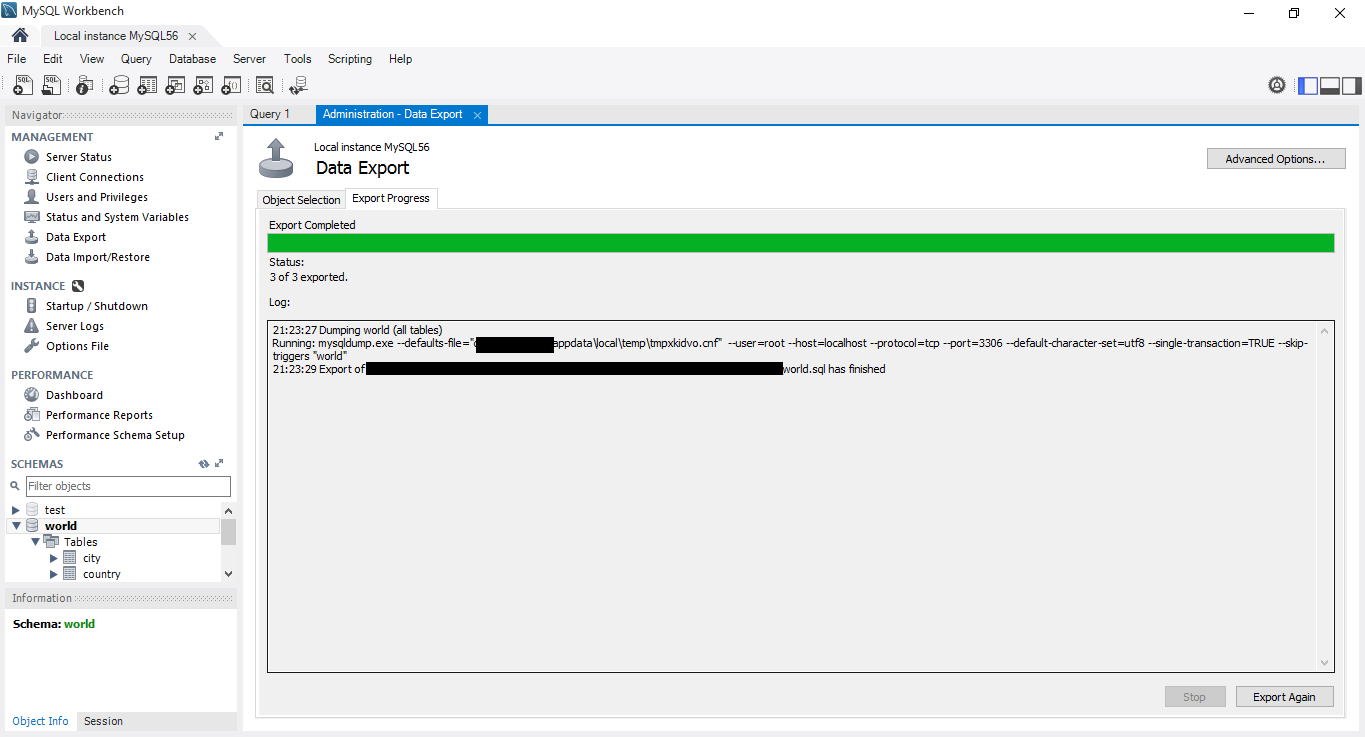 MySQL Workbench
Local instance MySQL56
File Edit View Query Database Server Tools Scripting Help
Navigator
MANAGEMENT
Server Status
Client Connections
Users and Privileges
Status and System Variables
Data Export
Data Import/Restore
INSTANCE
Startup / Shutdown
Server Logs
Options File
PERFORMANCE
Dashboard
Performance Reports
Performance Schema Setup
SCHEMAS
Filter objects
test
world
Tables
city
country
Information
Schema: world
Object Info Session
Query 1 Administration - Data Export
Local instance MySQL56
Data Export
Advanced Options...
Object Selection Export Progress
Export Completed
Status:
3 of 3 exported.
Log:
21:23:27 Dumping world (all tables)
Running: mysqldump.exe --defaults-file="c appdata\local\temp\tmpxkidvo.cnf" --user=root --host=localhost --protocol=tcp --port=3306 --default-character-set=utf8 --single-transaction=TRUE --skip-
triggers "world"
21:23:29 Export of world.sql has finished
Stop Export Again